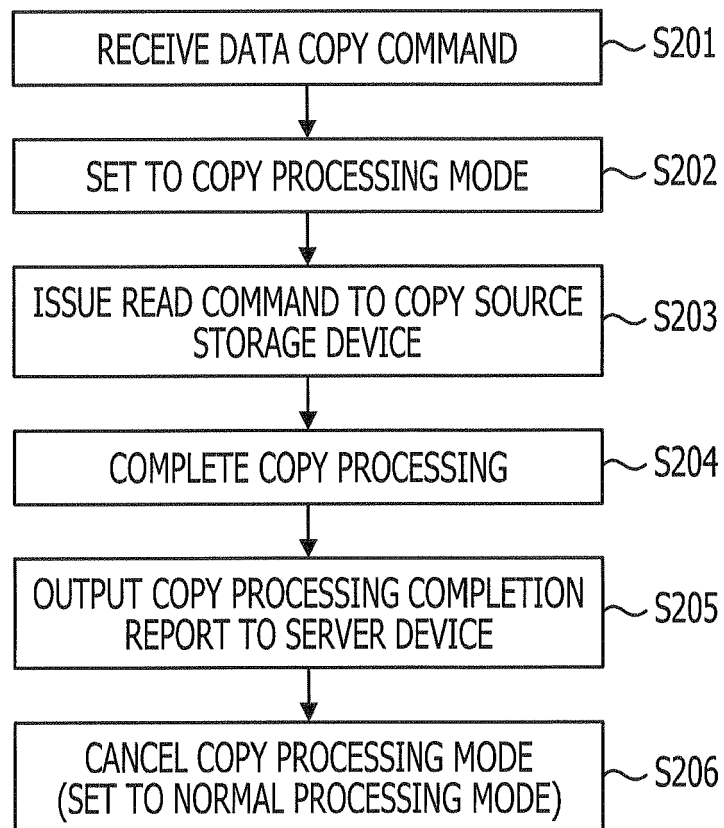 RECEIVE DATA COPY COMMAND
S201
SET TO COPY PROCESSING MODE
S202
ISSUE READ COMMAND TO COPY SOURCE
STORAGE DEVICE
S203
COMPLETE COPY PROCESSING
S204
OUTPUT COPY PROCESSING COMPLETION
REPORT TO SERVER DEVICE
S205
CANCEL COPY PROCESSING MODE
(SET TO NORMAL PROCESSING MODE)
S206